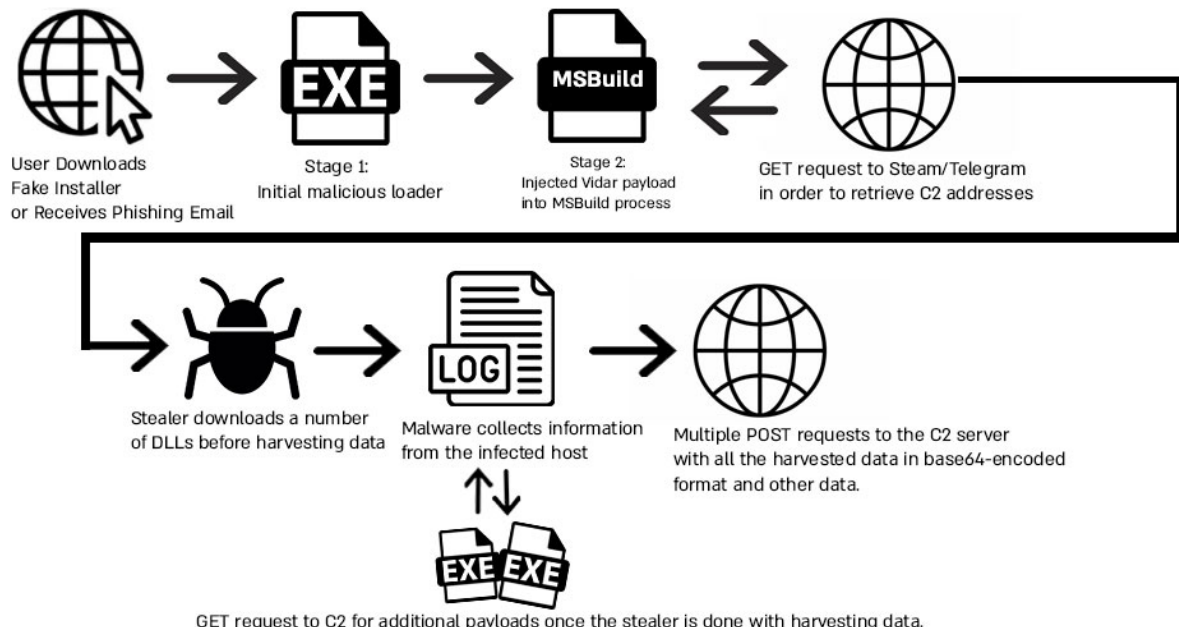 EXE
MSBuild
User Downloads
Fake Installer
or Receives Phishing Email
Stage 1:
Initial malicious loader
Stage 2:
Injected Vidar payload
into MSBuild process
GET request to Steam/Telegram
in order to retrieve C2 addresses
LOG
Stealer downloads a number
of DLLs before harvesting data
Malware collects information
from the infected host
Multiple POST requests to the C2 server
with all the harvested data in base64-encoded
format and other data.
EXE
EXE
GET request to C2 for additional payloads once the stealer is done with harvesting data.